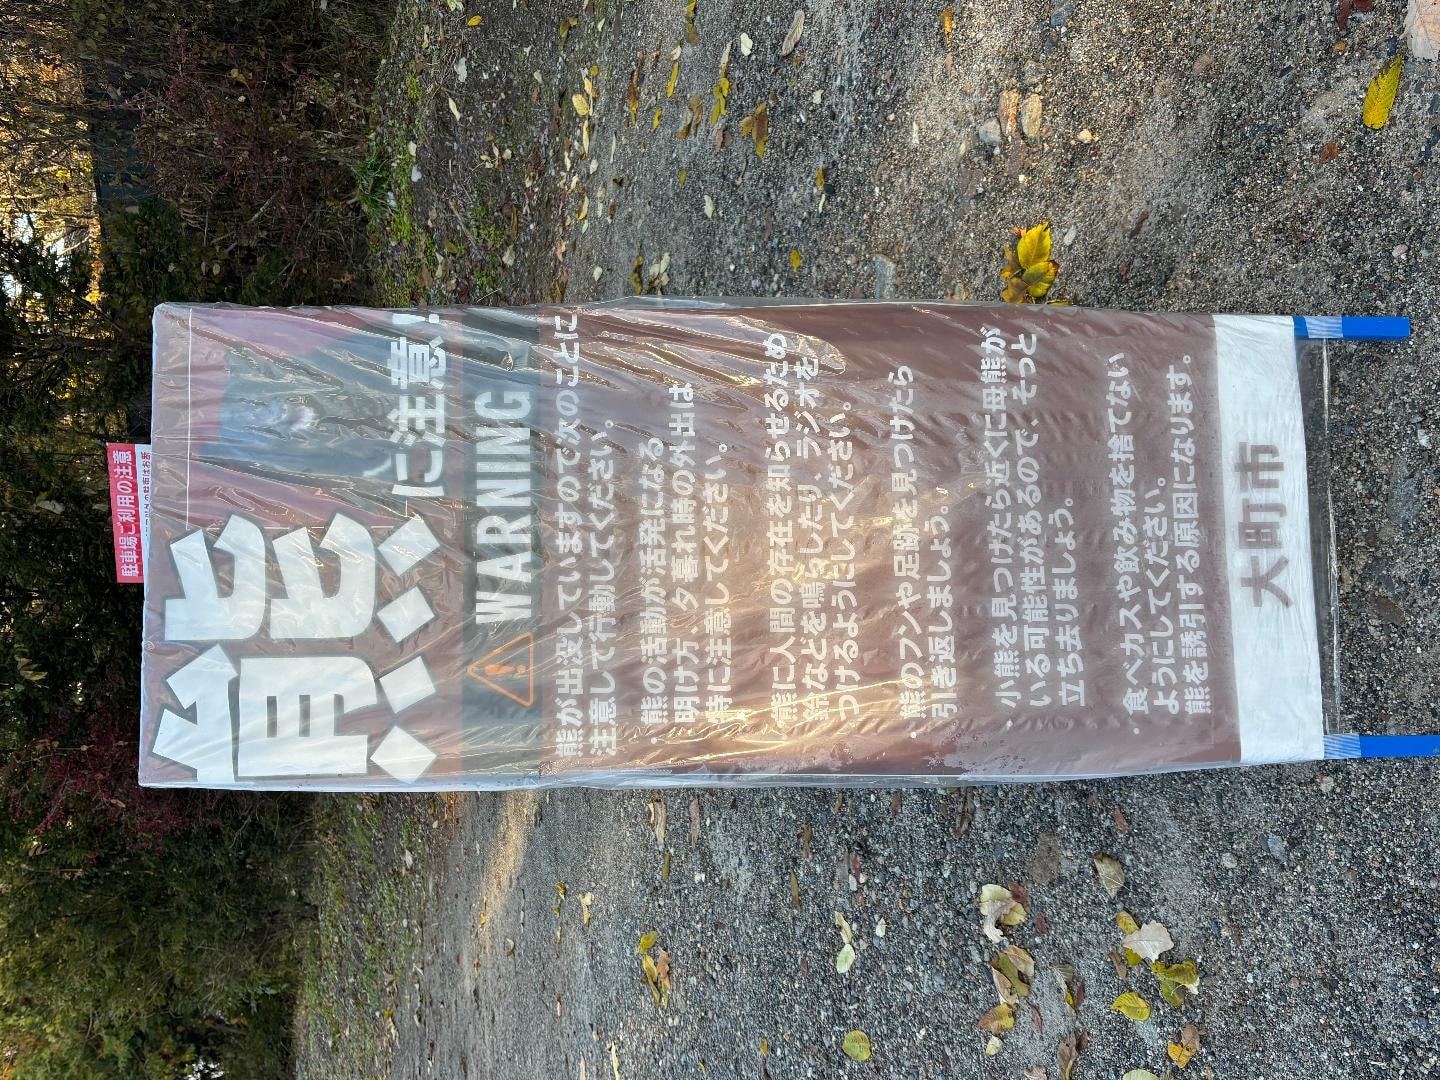 駐車場ご利用の注意
熊に注意!
WARNING
熊が出没していますので次のことに
注意して行動してください。
・熊の活動が活発になる
明け方、夕暮れ時の外出は
特に注意してください。
・熊に人間の存在を知らせるため
鈴などを鳴らしたり、ラジオを
つけるようにしてください。
・熊のフンや足跡を見つけたら
引き返しましょう。
・小熊を見つけたら近くに母熊が
いる可能性があるので、そっと
立ち去りましょう。
・食べカスや飲み物を捨てない
ようにしてください。
熊を誘引する原因になります。
大町市